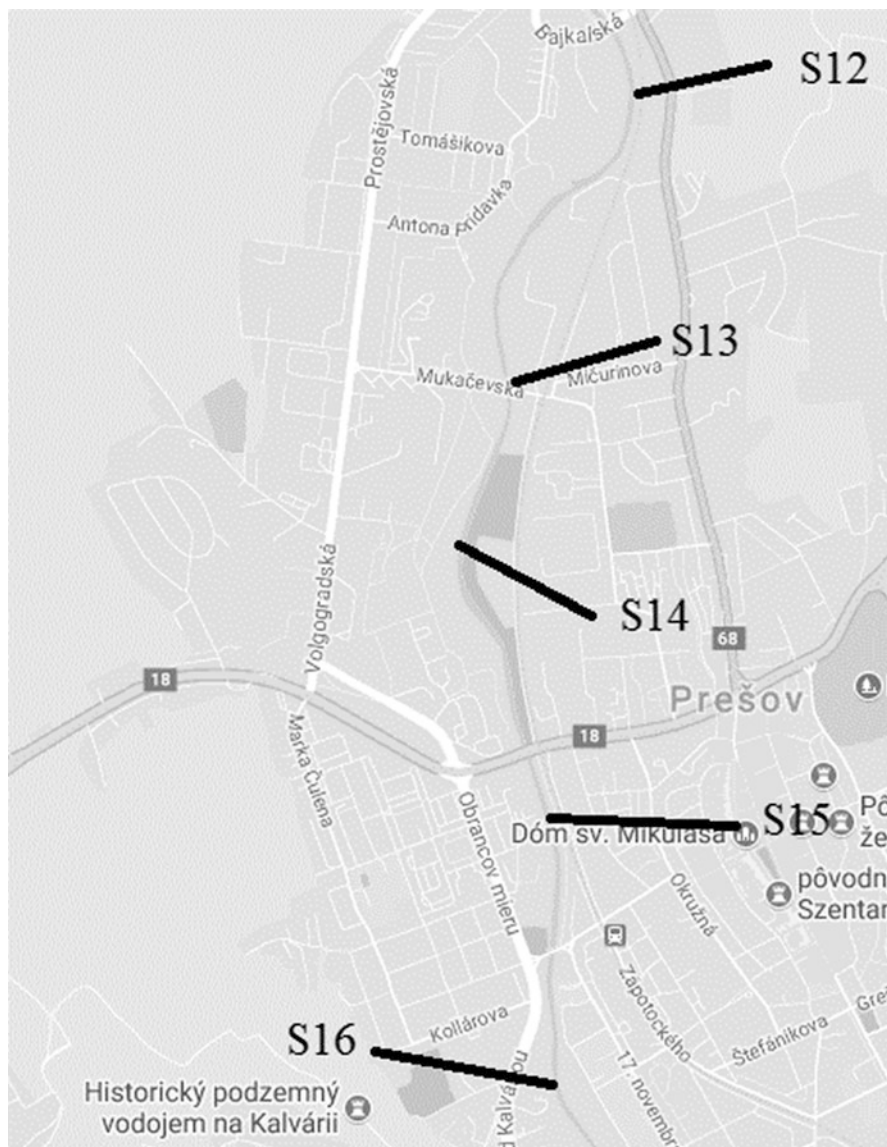 Bajkalská
S12
Prostějovská
Tomášikova
Antona Prídavka
S13
Mukačevská
Mičurinova
S14
68
Volgogradská
18
Prešov
18
Marka Čulena
Obrancov mieru
Dóm sv. Mikuláša
S15
pôvodn
Szentar
Okružná
Zápotockého
Kollárova
S16
Štefánikova
17. novembra
Historický podzemný
vodojem na Kalvárii